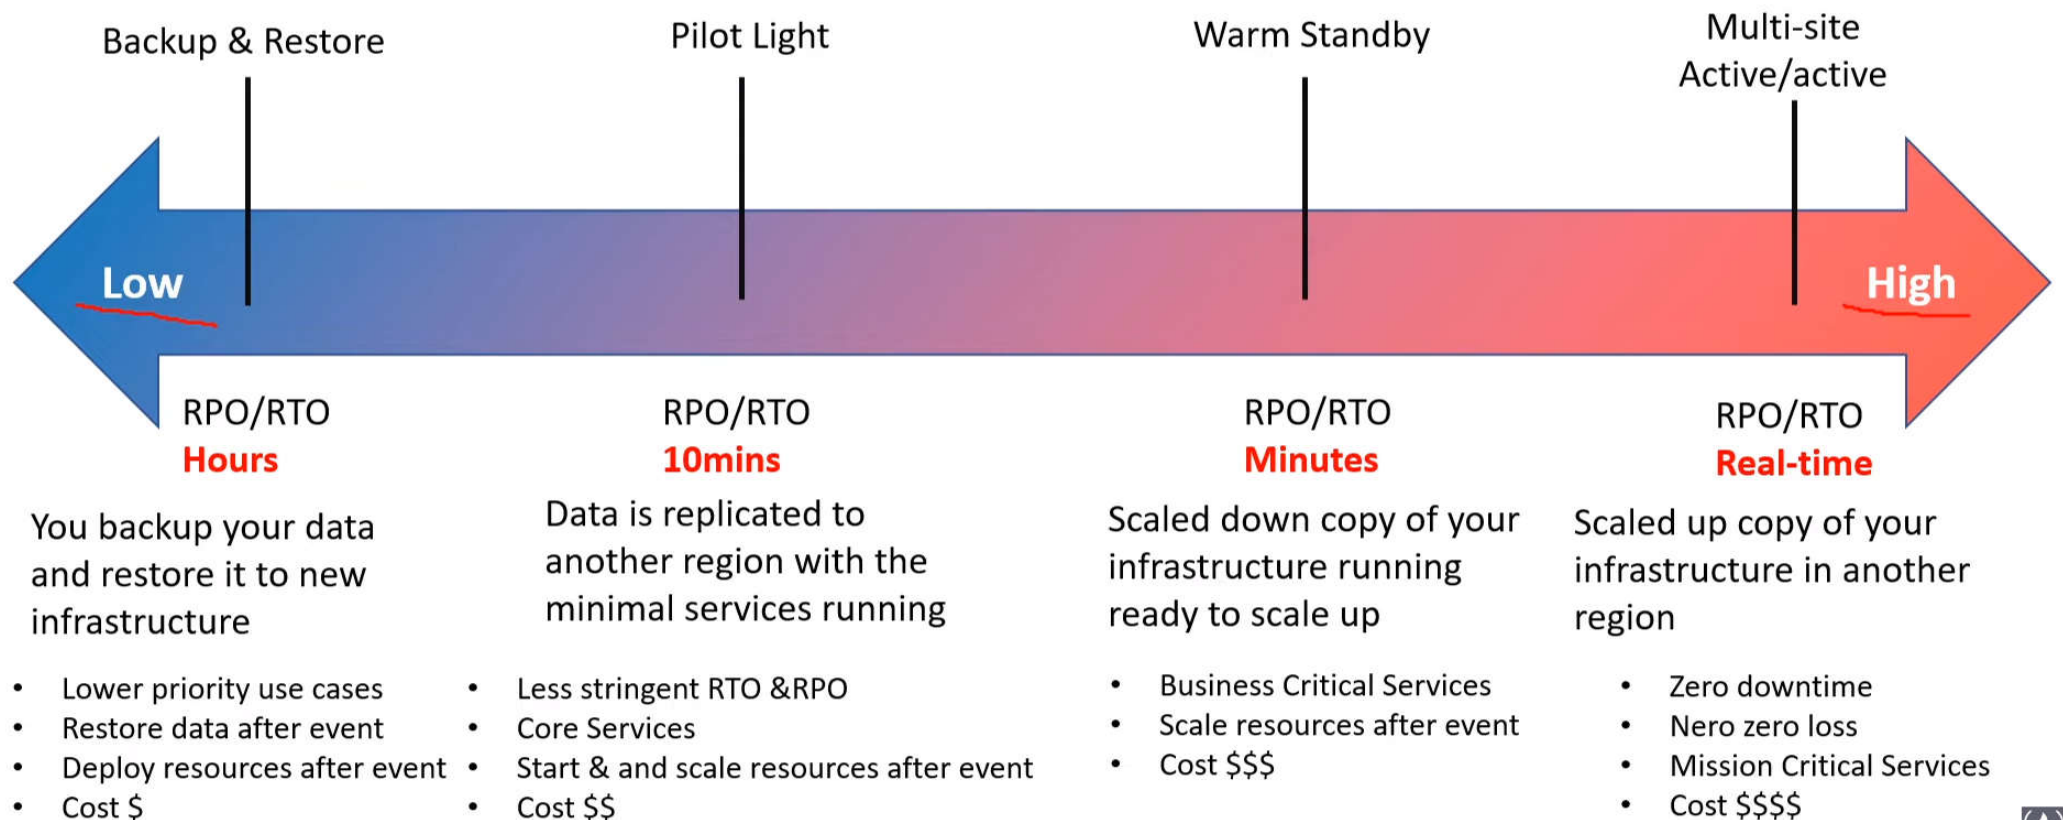 Backup & Restore
Pilot Light
Warm Standby
Multi-site
Active/active
Low
High
RPO/RTO
Hours
You backup your data
and restore it to new
infrastructure
• Lower priority use cases
• Restore data after event
• Deploy resources after event
• Cost $
RPO/RTO
10mins
Data is replicated to
another region with the
minimal services running
• Less stringent RTO &RPO
• Core Services
• Start & and scale resources after event
• Cost $$
RPO/RTO
Minutes
Scaled down copy of your
infrastructure running
ready to scale up
• Business Critical Services
• Scale resources after event
• Cost $$$
RPO/RTO
Real-time
Scaled up copy of your
infrastructure in another
region
• Zero downtime
• Nero zero loss
• Mission Critical Services
• Cost $$$$